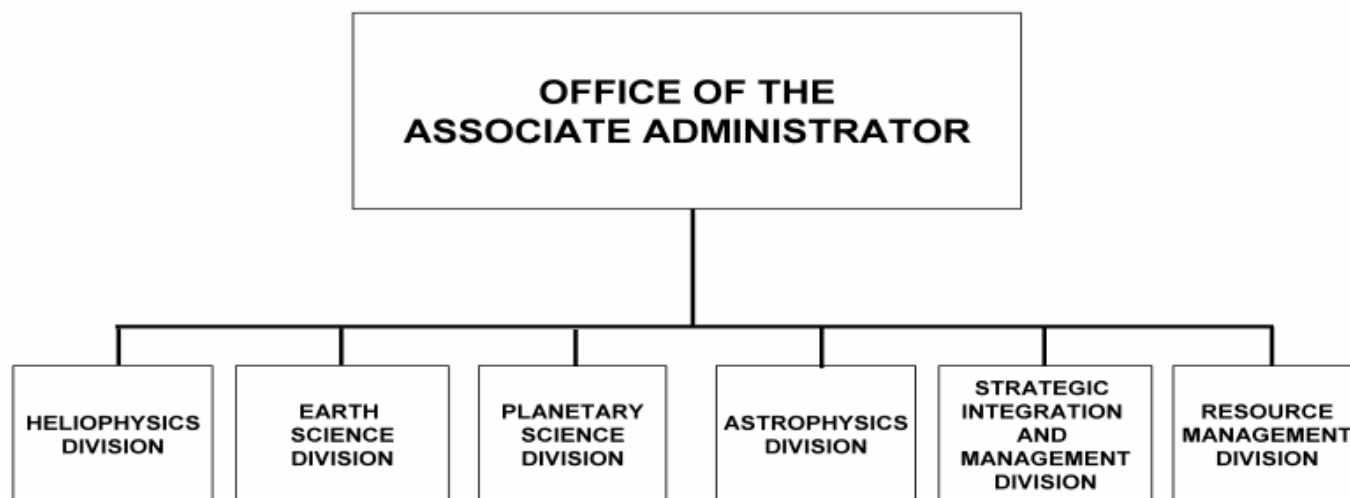 OFFICE OF THE
ASSOCIATE ADMINISTRATOR
HELIOPHYSICS
DIVISION
EARTH
SCIENCE
DIVISION
PLANETARY
SCIENCE
DIVISION
ASTROPHYSICS
DIVISION
STRATEGIC
INTEGRATION
AND
MANAGEMENT
DIVISION
RESOURCE
MANAGEMENT
DIVISION